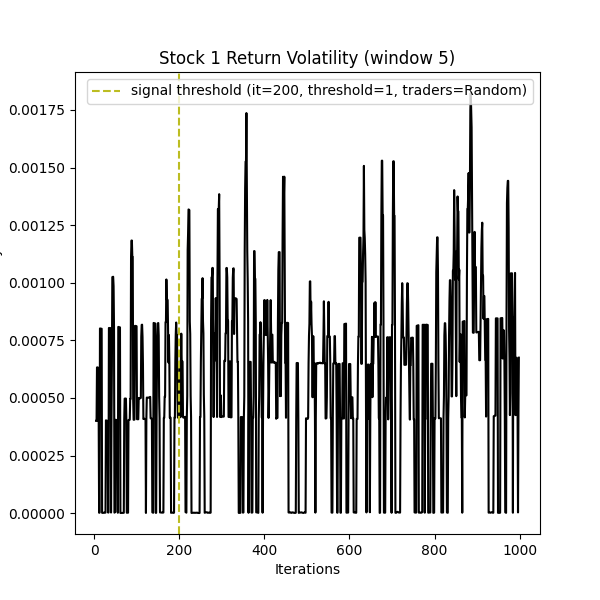 Stock 1 Return Volatility (window 5)
signal threshold (it=200, threshold=1, traders=Random)
0.00175
0.00150
0.00125
0.00100
0.00075
0.00050
0.00025
0.00000
0 200 400 600 800 1000
Iterations